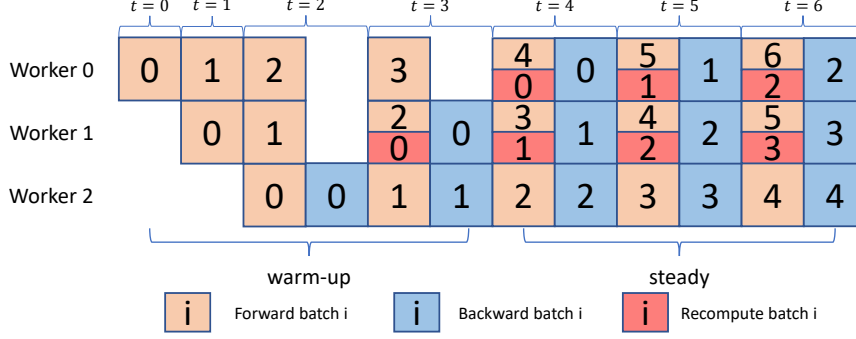 t = 0 t = 1 t = 2 t = 3 t = 4 t = 5 t = 6
Worker 0 0 1 2 3 4 0 0 5 1 1 6 2 2
Worker 1 0 1 2 0 0 3 1 1 4 2 2 5 3 3
Worker 2 0 0 1 1 2 2 3 3 4 4
warm-up steady
i Forward batch i i Backward batch i i Recompute batch i